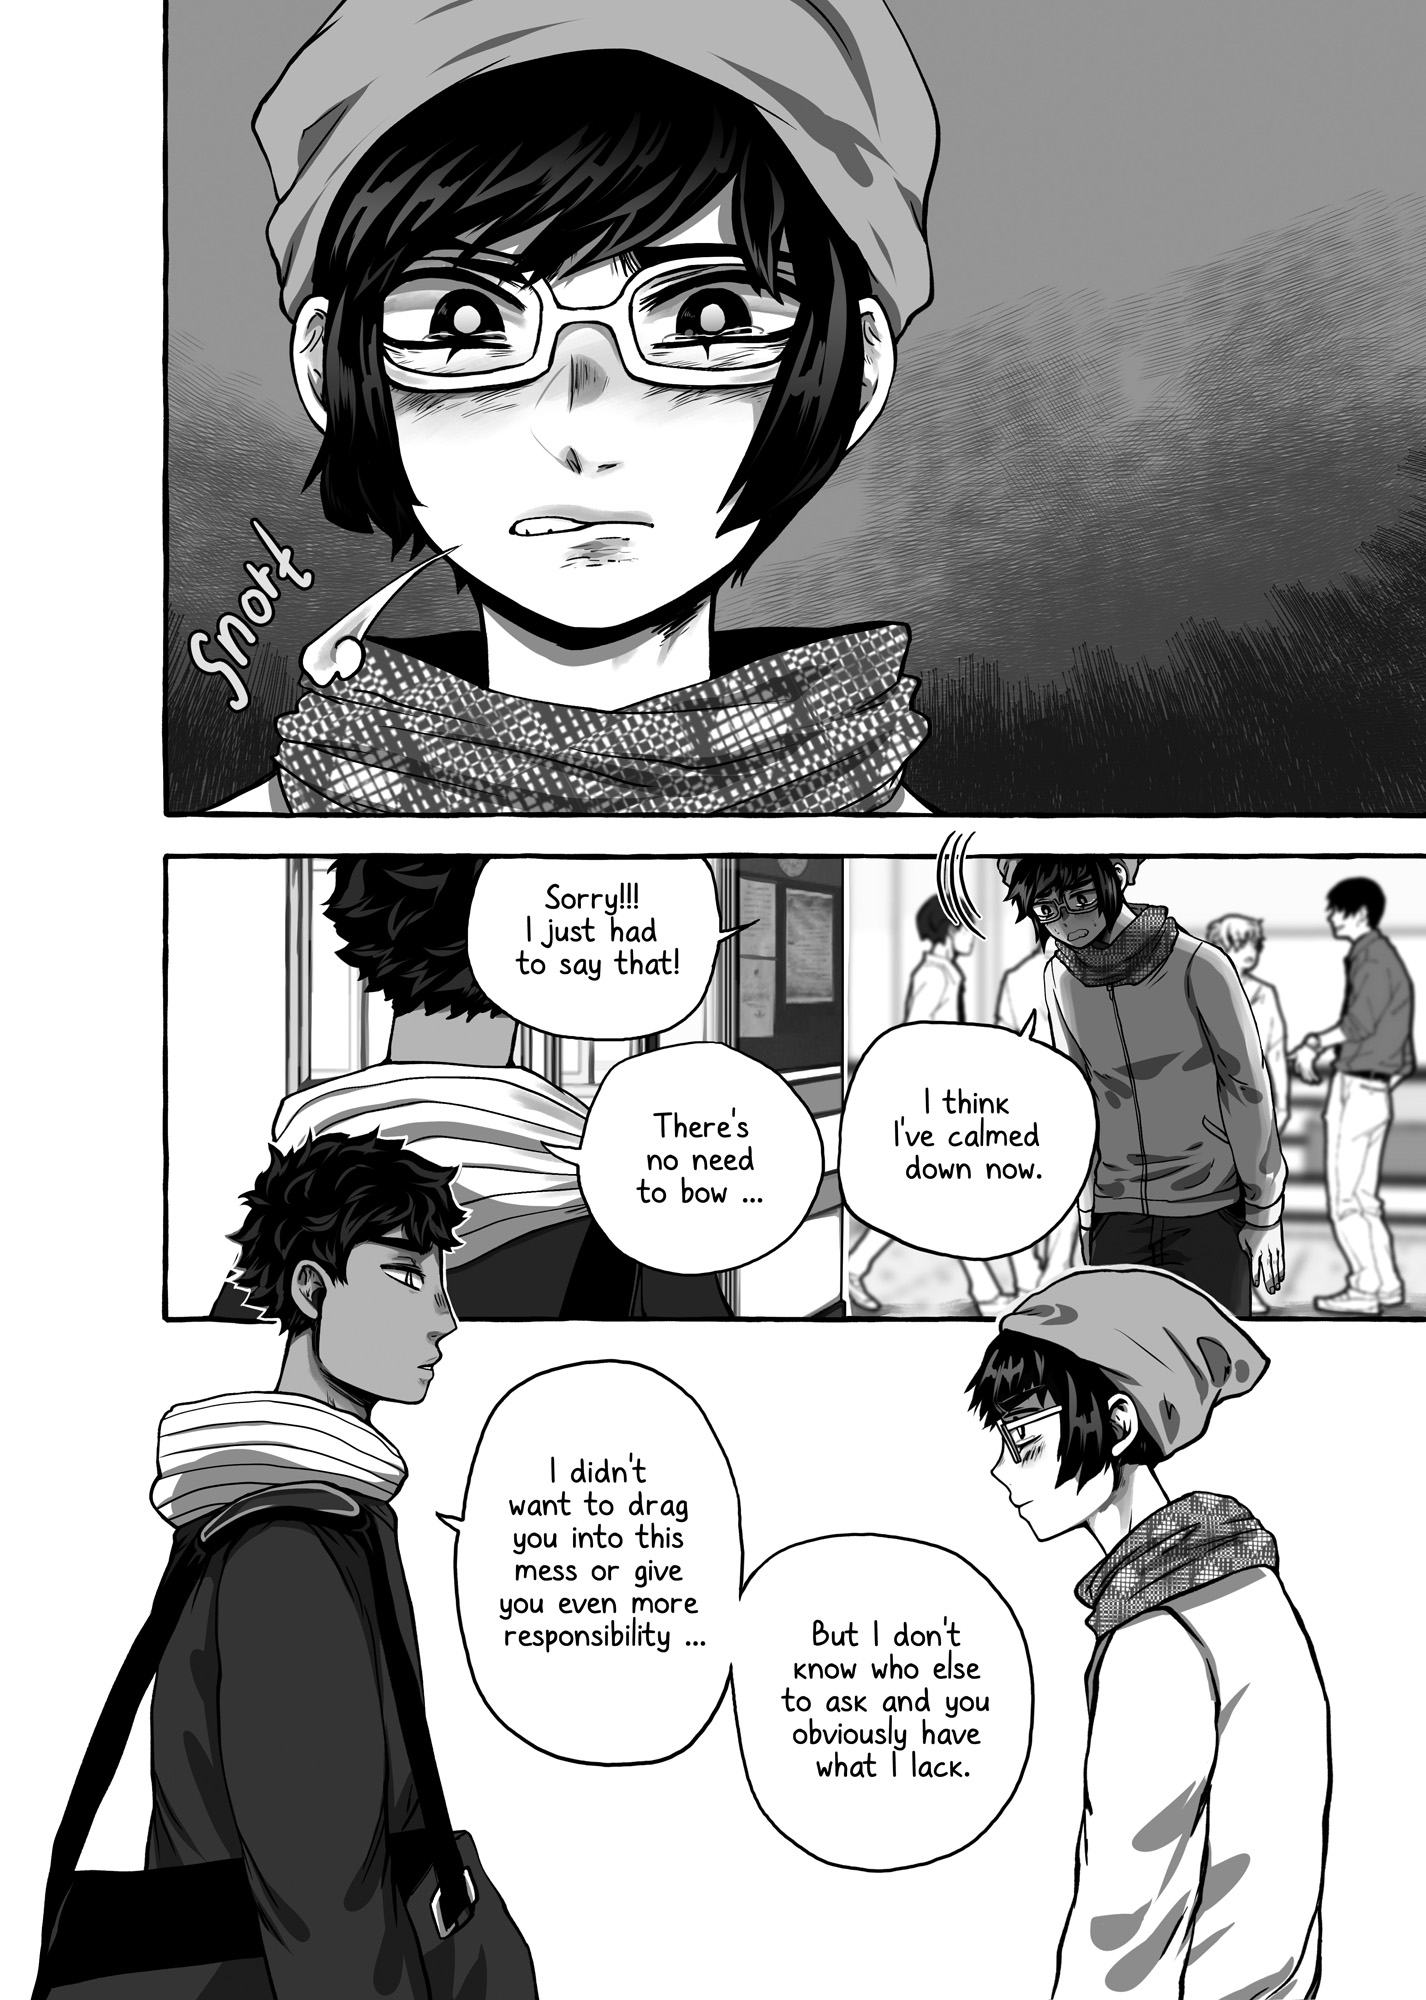 Snort
Sorry!!!
I just had
to say that!
There's
no need
to bow ...
I think
I've calmed
down now.
I didn't
want to drag
you into this
mess or give
you even more
responsibility ...
But I don't
know who else
to ask and you
obviously have
what I lack.